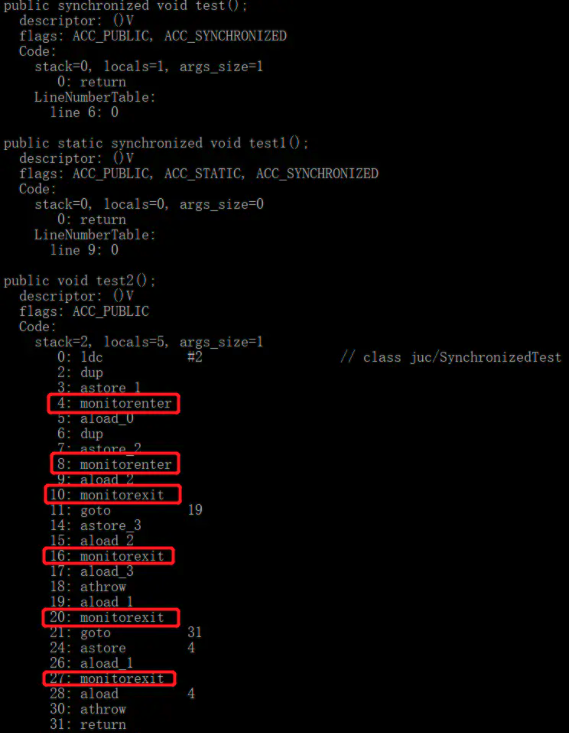 public synchronized void test();
descriptor: ()V
flags: ACC_PUBLIC, ACC_SYNCHRONIZED
Code:
stack=0, locals=1, args_size=1
0: return
LineNumberTable:
line 6: 0
public static synchronized void test1();
descriptor: ()V
flags: ACC_PUBLIC, ACC_STATIC, ACC_SYNCHRONIZED
Code:
stack=0, locals=0, args_size=0
0: return
LineNumberTable:
line 9: 0
public void test2();
descriptor: ()V
flags: ACC_PUBLIC
Code:
stack=2, locals=5, args_size=1
0: ldc #2 // class juc/SynchronizedTest
2: dup
3: astore_1
4: monitorenter
5: aload_0
6: dup
7: astore_2
8: monitorenter
9: aload_2
10: monitorexit
11: goto 19
14: astore_3
15: aload_2
16: monitorexit
17: aload_3
18: athrow
19: aload_1
20: monitorexit
21: goto 31
24: astore 4
26: aload_1
27: monitorexit
28: aload 4
30: athrow
31: return